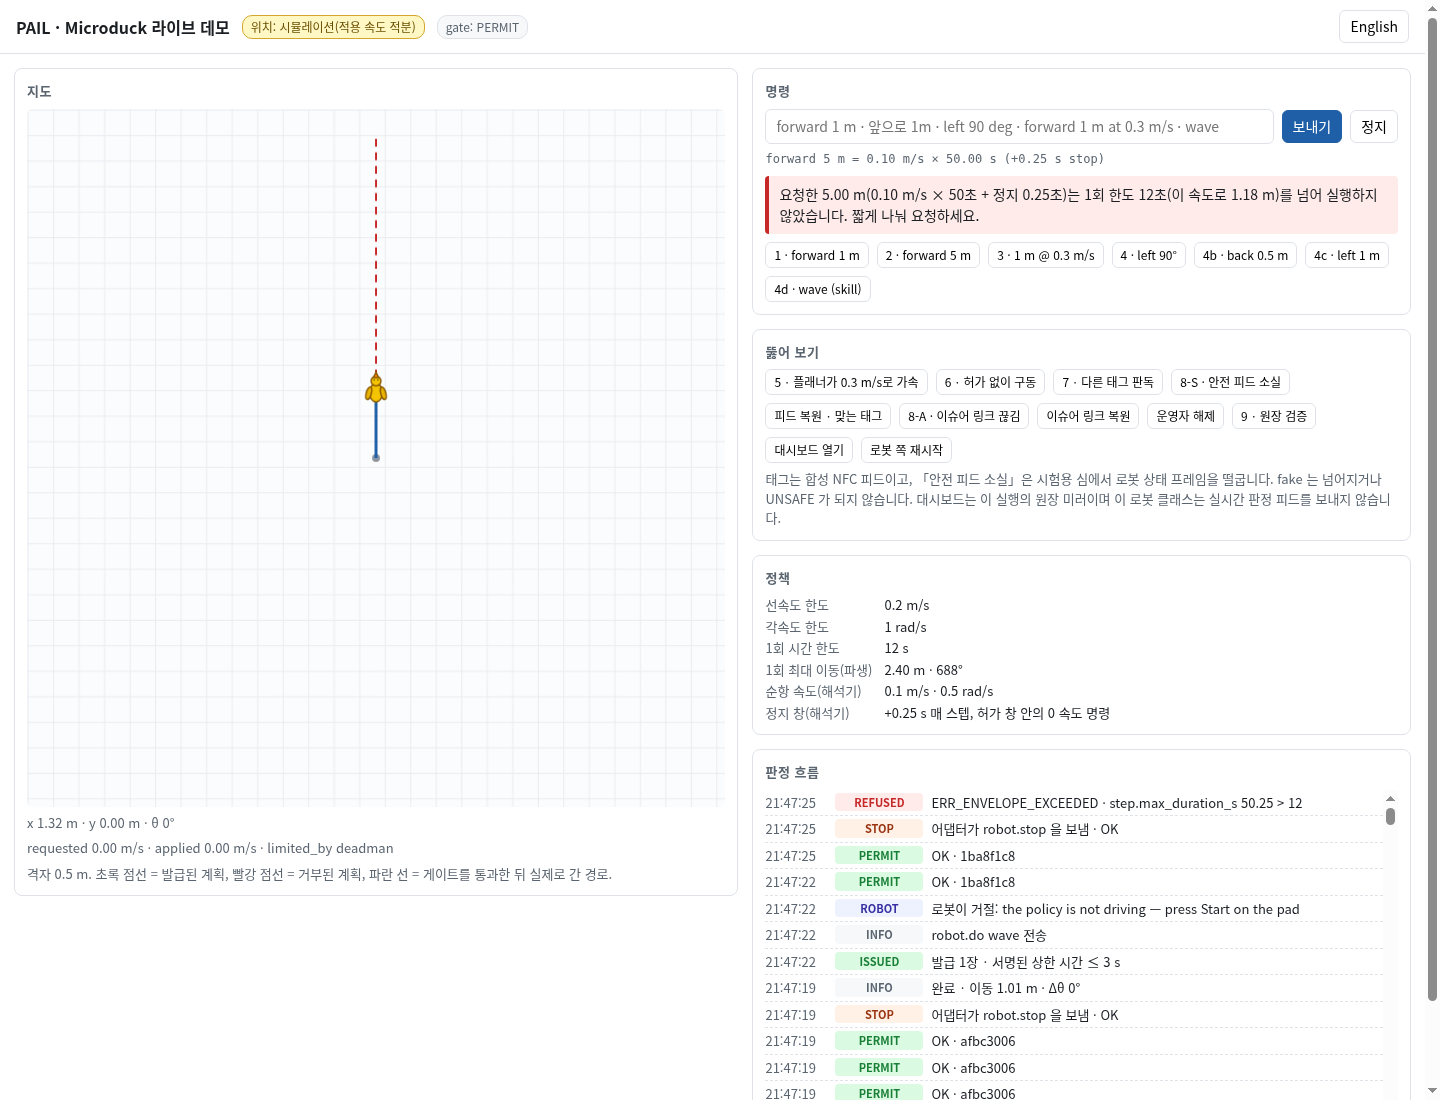 PAIL · Microduck 라이브 데모
위치: 시뮬레이션(적용 속도 적분)
gate: PERMIT
English
지도
x 1.32 m · y 0.00 m · θ 0°
requested 0.00 m/s · applied 0.00 m/s · limited_by deadman
격자 0.5 m. 초록 점선 = 발급된 계획, 빨강 점선 = 거부된 계획, 파란 선 = 게이트를 통과한 뒤 실제로 간 경로.
명령
forward 1 m · 앞으로 1m · left 90 deg · forward 1 m at 0.3 m/s · wave
보내기
정지
forward 5 m = 0.10 m/s × 50.00 s (+0.25 s stop)
요청한 5.00 m(0.10 m/s × 50초 + 정지 0.25초)는 1회 한도 12초(이 속도로 1.18 m)를 넘어 실행하지
않았습니다. 짧게 나눠 요청하세요.
1 · forward 1 m
2 · forward 5 m
3 · 1 m @ 0.3 m/s
4 · left 90°
4b · back 0.5 m
4c · left 1 m
4d · wave (skill)
뚫어 보기
5 · 플래너가 0.3 m/s로 가속
6 · 허가 없이 구동
7 · 다른 태그 판독
8-S · 안전 피드 소실
피드 복원 · 맞는 태그
8-A · 이슈어 링크 끊김
이슈어 링크 복원
운영자 해제
9 · 원장 검증
대시보드 열기
로봇 쪽 재시작
태그는 합성 NFC 피드이고, 「안전 피드 소실」은 시험용 심에서 로봇 상태 프레임을 떨굽니다. fake 는 넘어지거나
UNSAFE 가 되지 않습니다. 대시보드는 이 실행의 원장 미러이며 이 로봇 클래스는 실시간 판정 피드를 보내지 않습니
다.
정책
선속도 한도 0.2 m/s
각속도 한도 1 rad/s
1회 시간 한도 12 s
1회 최대 이동(파생) 2.40 m · 688°
순항 속도(해석기) 0.1 m/s · 0.5 rad/s
정지 창(해석기) +0.25 s 매 스텝, 허가 창 안의 0 속도 명령
판정 흐름
21:47:25 REFUSED ERR_ENVELOPE_EXCEEDED · step.max_duration_s 50.25 > 12
21:47:25 STOP 어댑터가 robot.stop 을 보냄 · OK
21:47:25 PERMIT OK · 1ba8f1c8
21:47:22 PERMIT OK · 1ba8f1c8
21:47:22 ROBOT 로봇이 거절: the policy is not driving — press Start on the pad
21:47:22 INFO robot.do wave 전송
21:47:22 ISSUED 발급 1장 · 서명된 상한 시간 ≤ 3 s
21:47:19 INFO 완료 · 이동 1.01 m · Δθ 0°
21:47:19 STOP 어댑터가 robot.stop 을 보냄 · OK
21:47:19 PERMIT OK · afbc3006
21:47:19 PERMIT OK · afbc3006
21:47:19 PERMIT OK · afbc3006